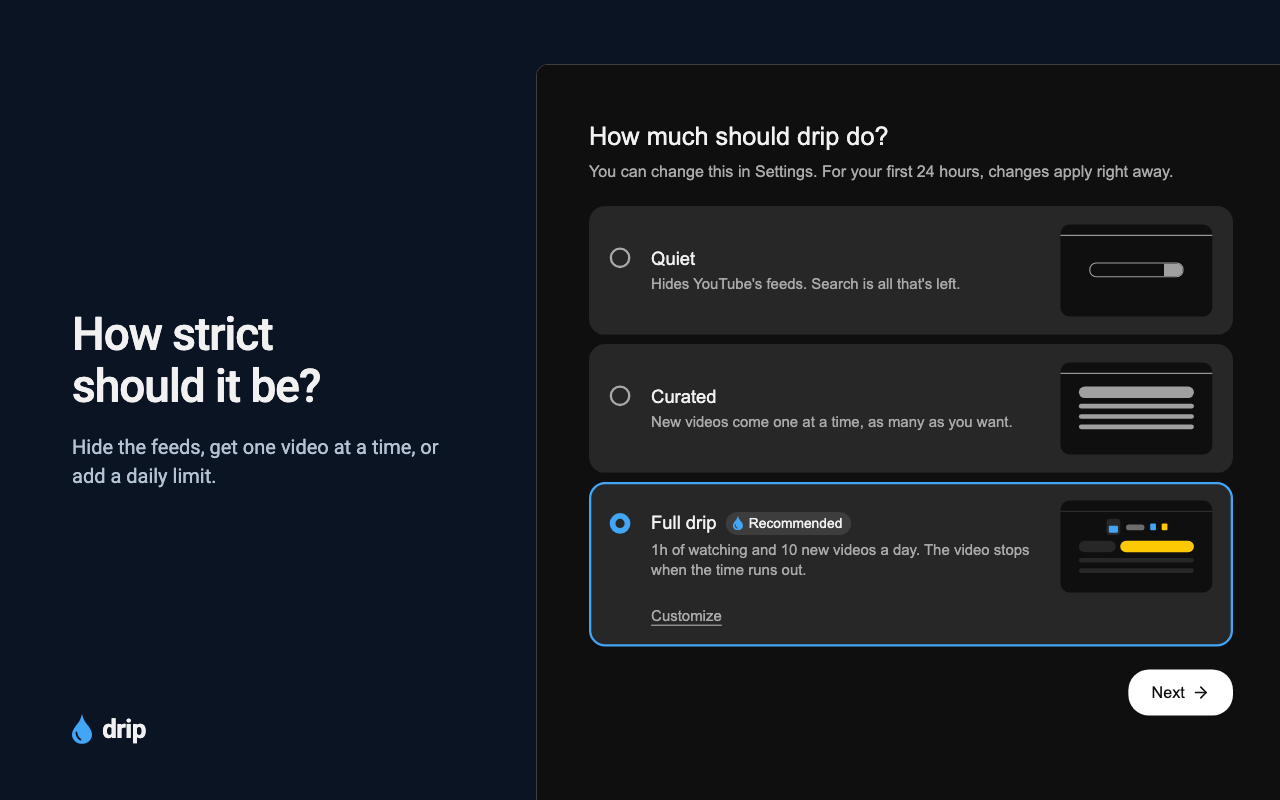 How strict
should it be?
Hide the feeds, get one video at a time, or
add a daily limit.
drip
How much should drip do?
You can change this in Settings. For your first 24 hours, changes apply right away.
Quiet
Hides YouTube's feeds. Search is all that's left.
Curated
New videos come one at a time, as many as you want.
Full drip Recommended
1h of watching and 10 new videos a day. The video stops
when the time runs out.
Customize
Next →